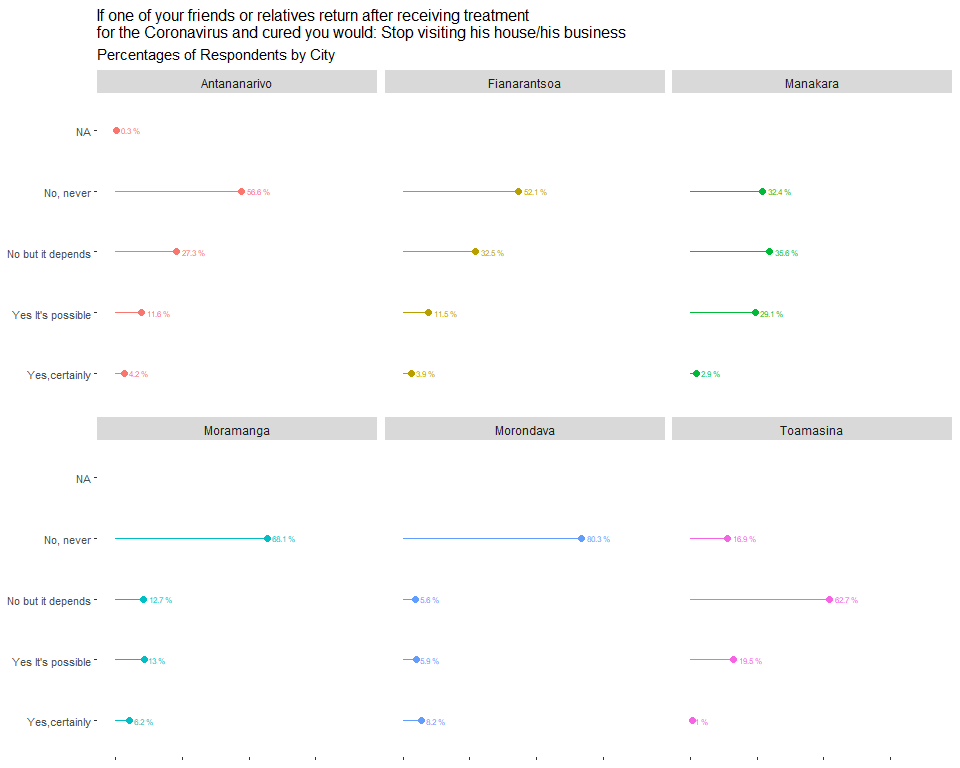 If one of your friends or relatives return after receiving treatment
for the Coronavirus and cured you would: Stop visiting his house/his business
Percentages of Respondents by City
Antananarivo
Fianarantsoa
Manakara
NA
0.3 %
No, never
56.6 %
52.1 %
32.4 %
No but it depends
27.3 %
32.5 %
35.6 %
Yes It's possible
11.6 %
11.5 %
29.1 %
Yes,certainly
4.2 %
3.9 %
2.9 %
Moramanga
Morondava
Toamasina
NA
No, never
68.1 %
80.3 %
16.9 %
No but it depends
12.7 %
5.6 %
62.7 %
Yes It's possible
13 %
5.9 %
19.5 %
Yes,certainly
6.2 %
8.2 %
1 %